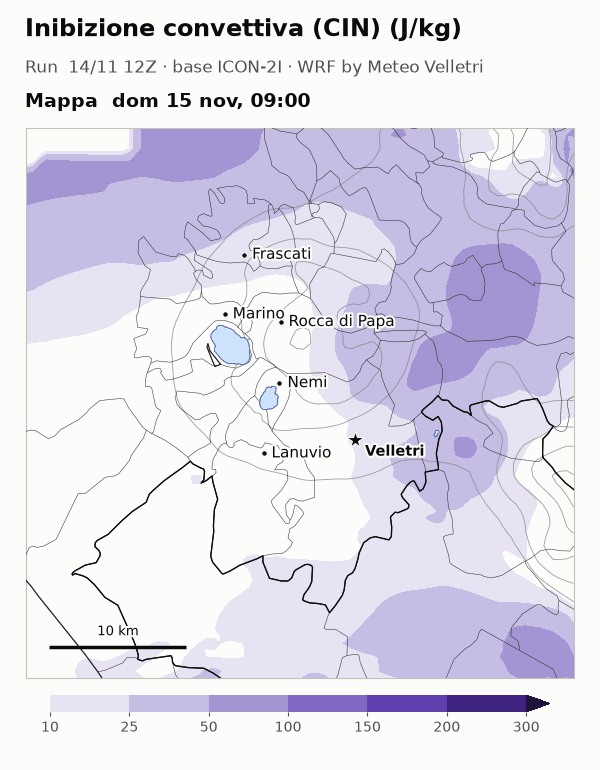 Inibizione convettiva (CIN) (J/kg)
Run  14/11 12Z · base ICON-2I · WRF by Meteo Velletri
Mappa  dom 15 nov, 09:00
Frascati
Marino
Rocca di Papa
Nemi
Velletri
Lanuvio
10 km
10 25 50 100 150 200 300